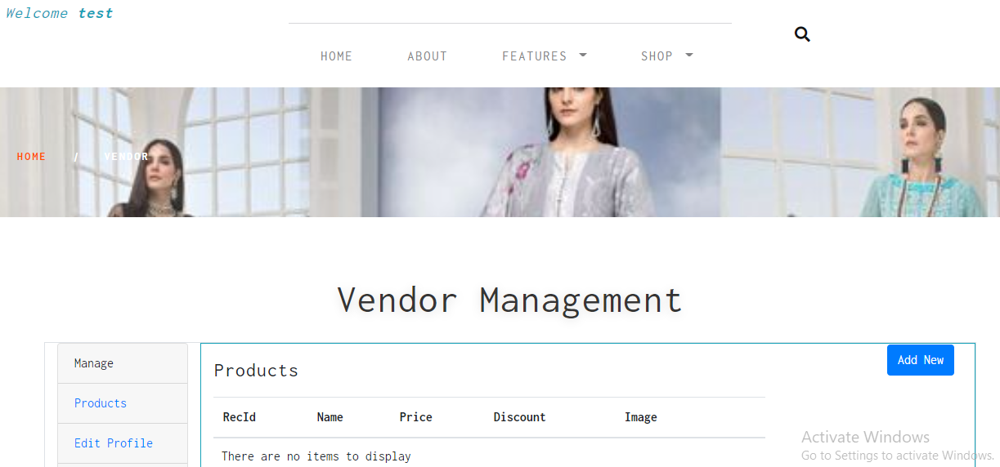 Welcome test
HOME ABOUT FEATURES SHOP
HOME / VENDOR
Vendor Management
Manage
Products
Edit Profile
Products
Add New
RecId Name Price Discount Image
There are no items to display
Activate Windows
Go to Settings to activate Windows.